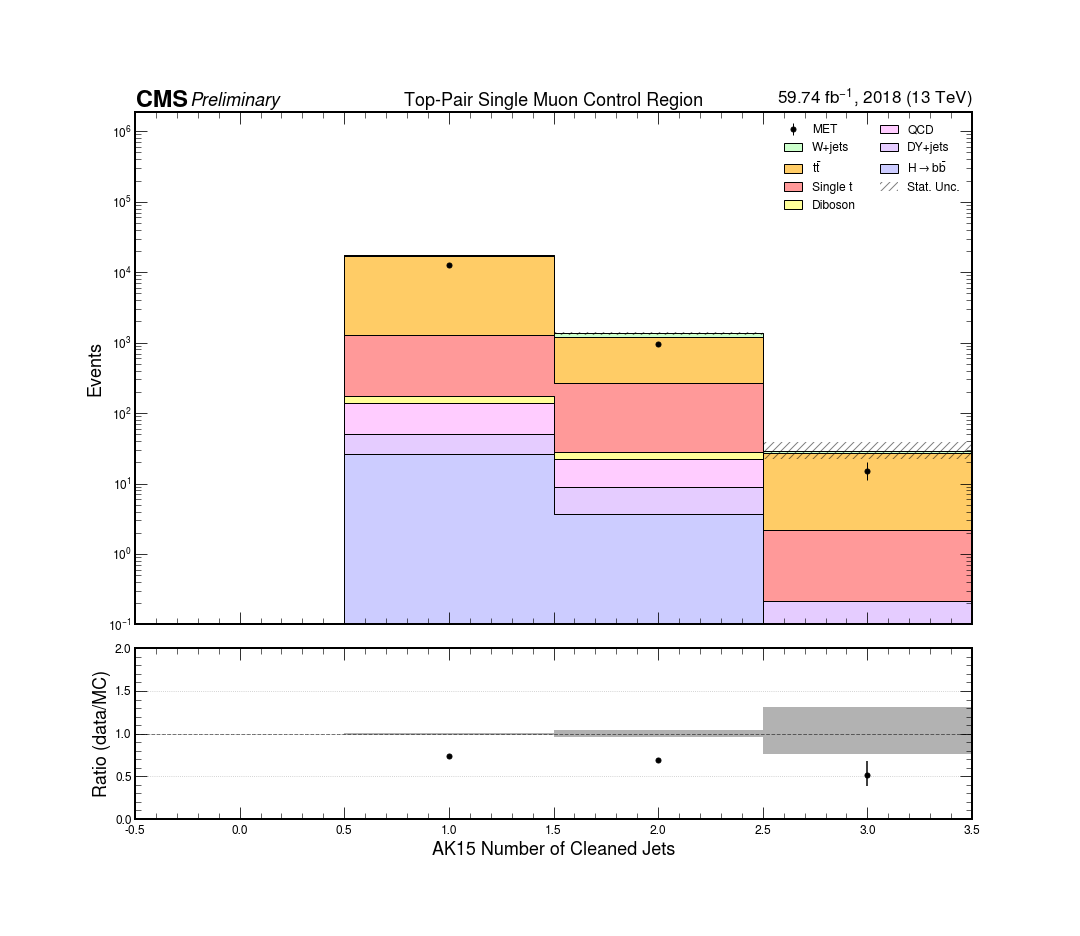 CMS Preliminary Top-Pair Single Muon Control Region 59.74 fb⁻¹, 2018 (13 TeV)
MET QCD
W+jets DY+jets
tt̄ H→bb̄
Single t Stat. Unc.
Diboson
10⁶
10⁵
10⁴
10³
10²
10¹
10⁰
10⁻¹
Events
2.0
1.5
1.0
0.5
0.0
Ratio (data/MC)
-0.5 0.0 0.5 1.0 1.5 2.0 2.5 3.0 3.5
AK15 Number of Cleaned Jets